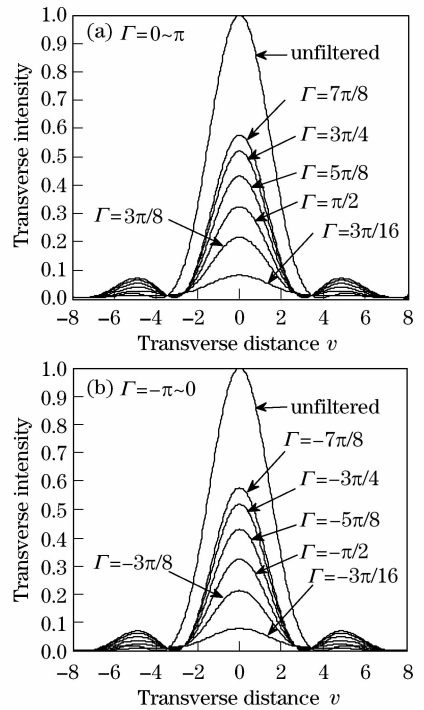 (a) Γ=0~π
unfiltered
Γ=7π/8
Γ=3π/4
Γ=5π/8
Γ=π/2
Γ=3π/8
Γ=3π/16
Transverse intensity
1.0
0.9
0.8
0.7
0.6
0.5
0.4
0.3
0.2
0.1
0.0
−8 −6 −4 −2 0 2 4 6 8
Transverse distance v
(b) Γ=−π~0
unfiltered
Γ=−7π/8
Γ=−3π/4
Γ=−5π/8
Γ=−π/2
Γ=−3π/8
Γ=−3π/16
Transverse intensity
1.0
0.9
0.8
0.7
0.6
0.5
0.4
0.3
0.2
0.1
0.0
−8 −6 −4 −2 0 2 4 6 8
Transverse distance v